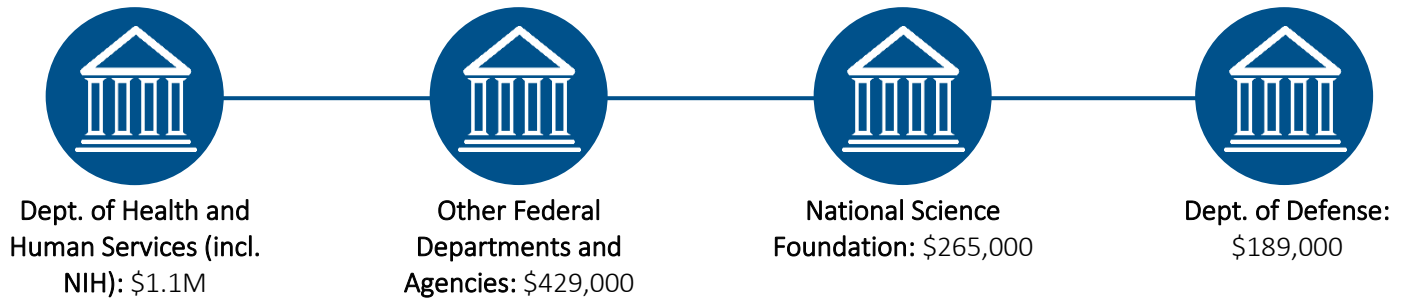 Dept. of Health and
Human Services (incl.
NIH): $1.1M
Other Federal
Departments and
Agencies: $429,000
National Science
Foundation: $265,000
Dept. of Defense:
$189,000